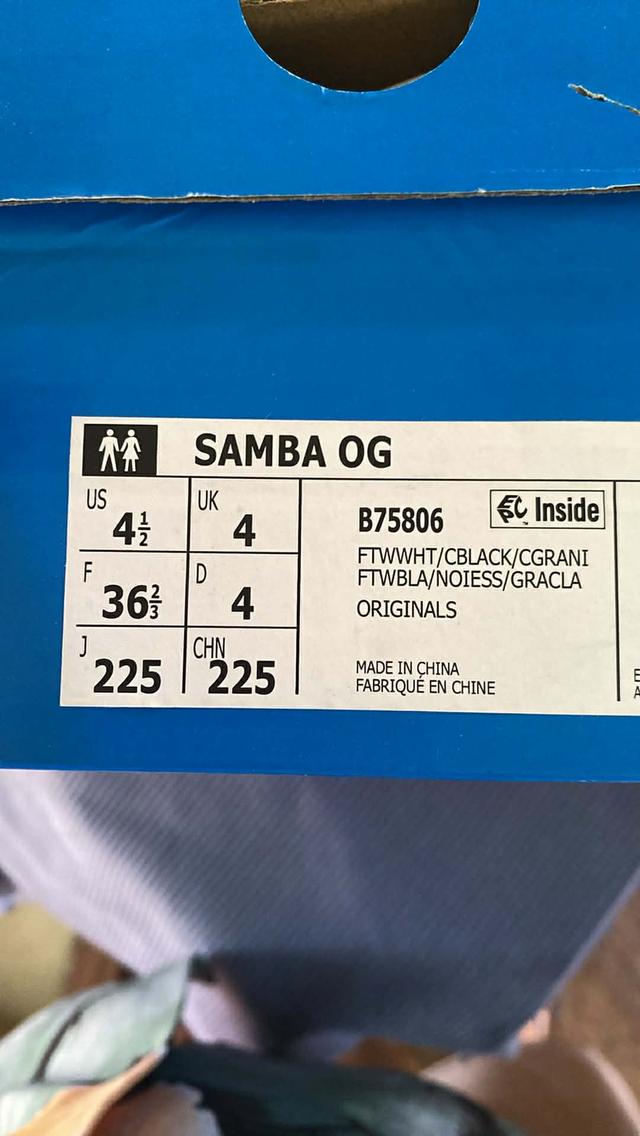 SAMBA OG
US 4½
UK 4
F 36⅔
D 4
J 225
CHN 225
B75806
EPC Inside
FTWWHT/CBLACK/CGRANI
FTWBLA/NOIESS/GRACLA
ORIGINALS
MADE IN CHINA
FABRIQUÉ EN CHINE